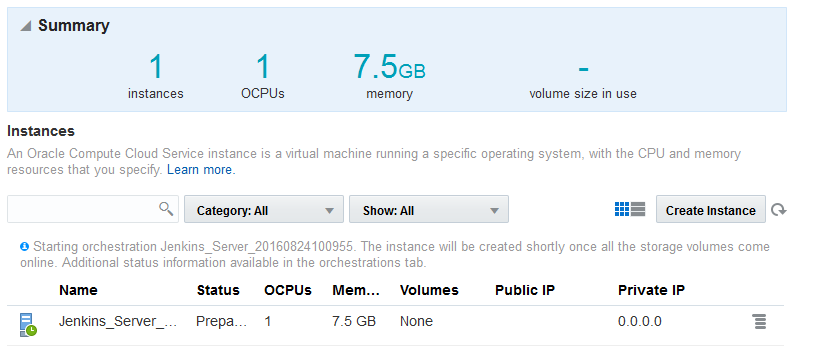 Summary
1 1 7.5GB -
instances OCPUs memory volume size in use
Instances
An Oracle Compute Cloud Service instance is a virtual machine running a specific operating system, with the CPU and memory
resources that you specify. Learn more.
Category: All Show: All Create Instance
Starting orchestration Jenkins_Server_20160824100955. The instance will be created shortly once all the storage volumes come
online. Additional status information available in the orchestrations tab.
Name Status OCPUs Mem... Volumes Public IP Private IP
Jenkins_Server_... Prepa... 1 7.5 GB None 0.0.0.0